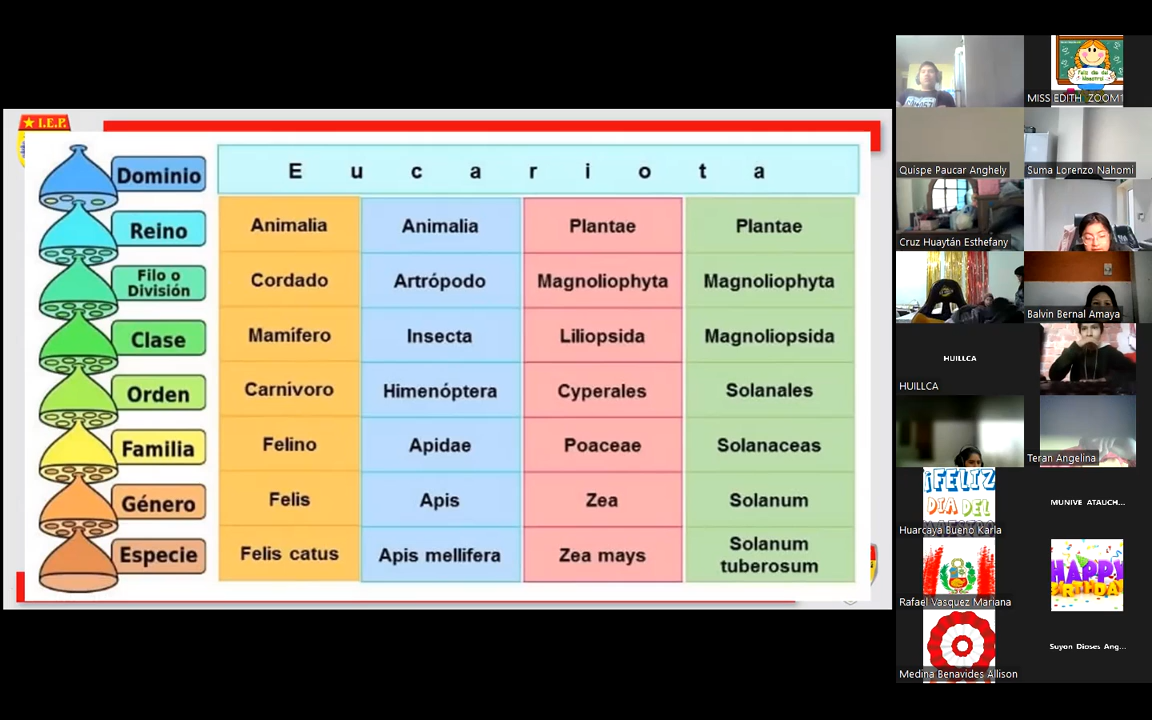 ★ I.E.P.
Dominio
E u c a r i o t a
Reino
Animalia
Animalia
Plantae
Plantae
Filo o
División
Cordado
Artrópodo
Magnoliophyta
Magnoliophyta
Clase
Mamífero
Insecta
Liliopsida
Magnoliopsida
Orden
Carnívoro
Himenóptera
Cyperales
Solanales
Familia
Felino
Apidae
Poaceae
Solanaceas
Género
Felis
Apis
Zea
Solanum
Especie
Felis catus
Apis mellifera
Zea mays
Solanum
tuberosum
MISS EDITH_ZOOM1
Quispe Paucar Anghely
Suma Lorenzo Nahomi
Cruz Huaytán Esthefany
Balvin Bernal Amaya
HUILLCA
HUILLCA
Teran Angelina
¡FELIZ
DIA DEL
Huarcaya Bueno Karla
MUNIVE ATAUCH...
Rafael Vasquez Mariana
HAPPY
Medina Benavides Allison
Suyon Dioses Ang...